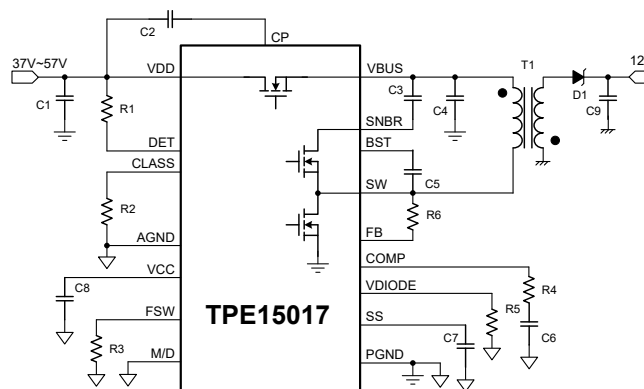 C2
CP
37V~57V
VDD
VBUS
T1
12
C1
R1
C3
C4
D1
C9
SNBR
DET
BST
CLASS
C5
SW
R2
R6
AGND
FB
COMP
VCC
C8
VDIODE
R4
FSW
TPE15017
R5
SS
C7
C6
R3
M/D
PGND